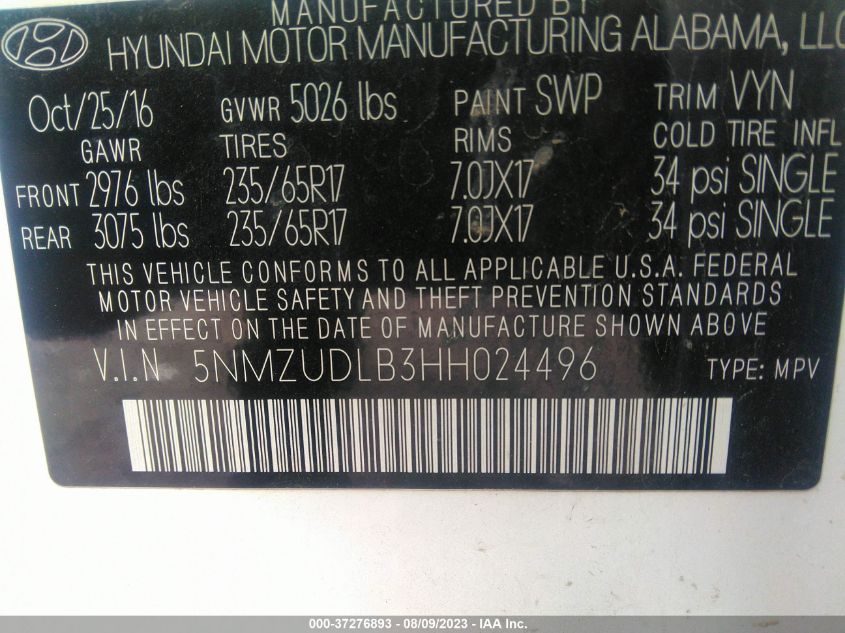 MANUFACTURED BY
HYUNDAI MOTOR MANUFACTURING ALABAMA, LLC
Oct/25/16 GVWR 5026 lbs PAINT SWP TRIM VYN
GAWR TIRES RIMS COLD TIRE INFL
FRONT 2976 lbs 235/65R17 7.0JX17 34 psi SINGLE
REAR 3075 lbs 235/65R17 7.0JX17 34 psi SINGLE
THIS VEHICLE CONFORMS TO ALL APPLICABLE U.S.A. FEDERAL
MOTOR VEHICLE SAFETY AND THEFT PREVENTION STANDARDS
IN EFFECT ON THE DATE OF MANUFACTURE SHOWN ABOVE
V.I.N 5NMZUDLB3HH024496 TYPE: MPV
000-37276893 - 08/09/2023 - IAAI.com